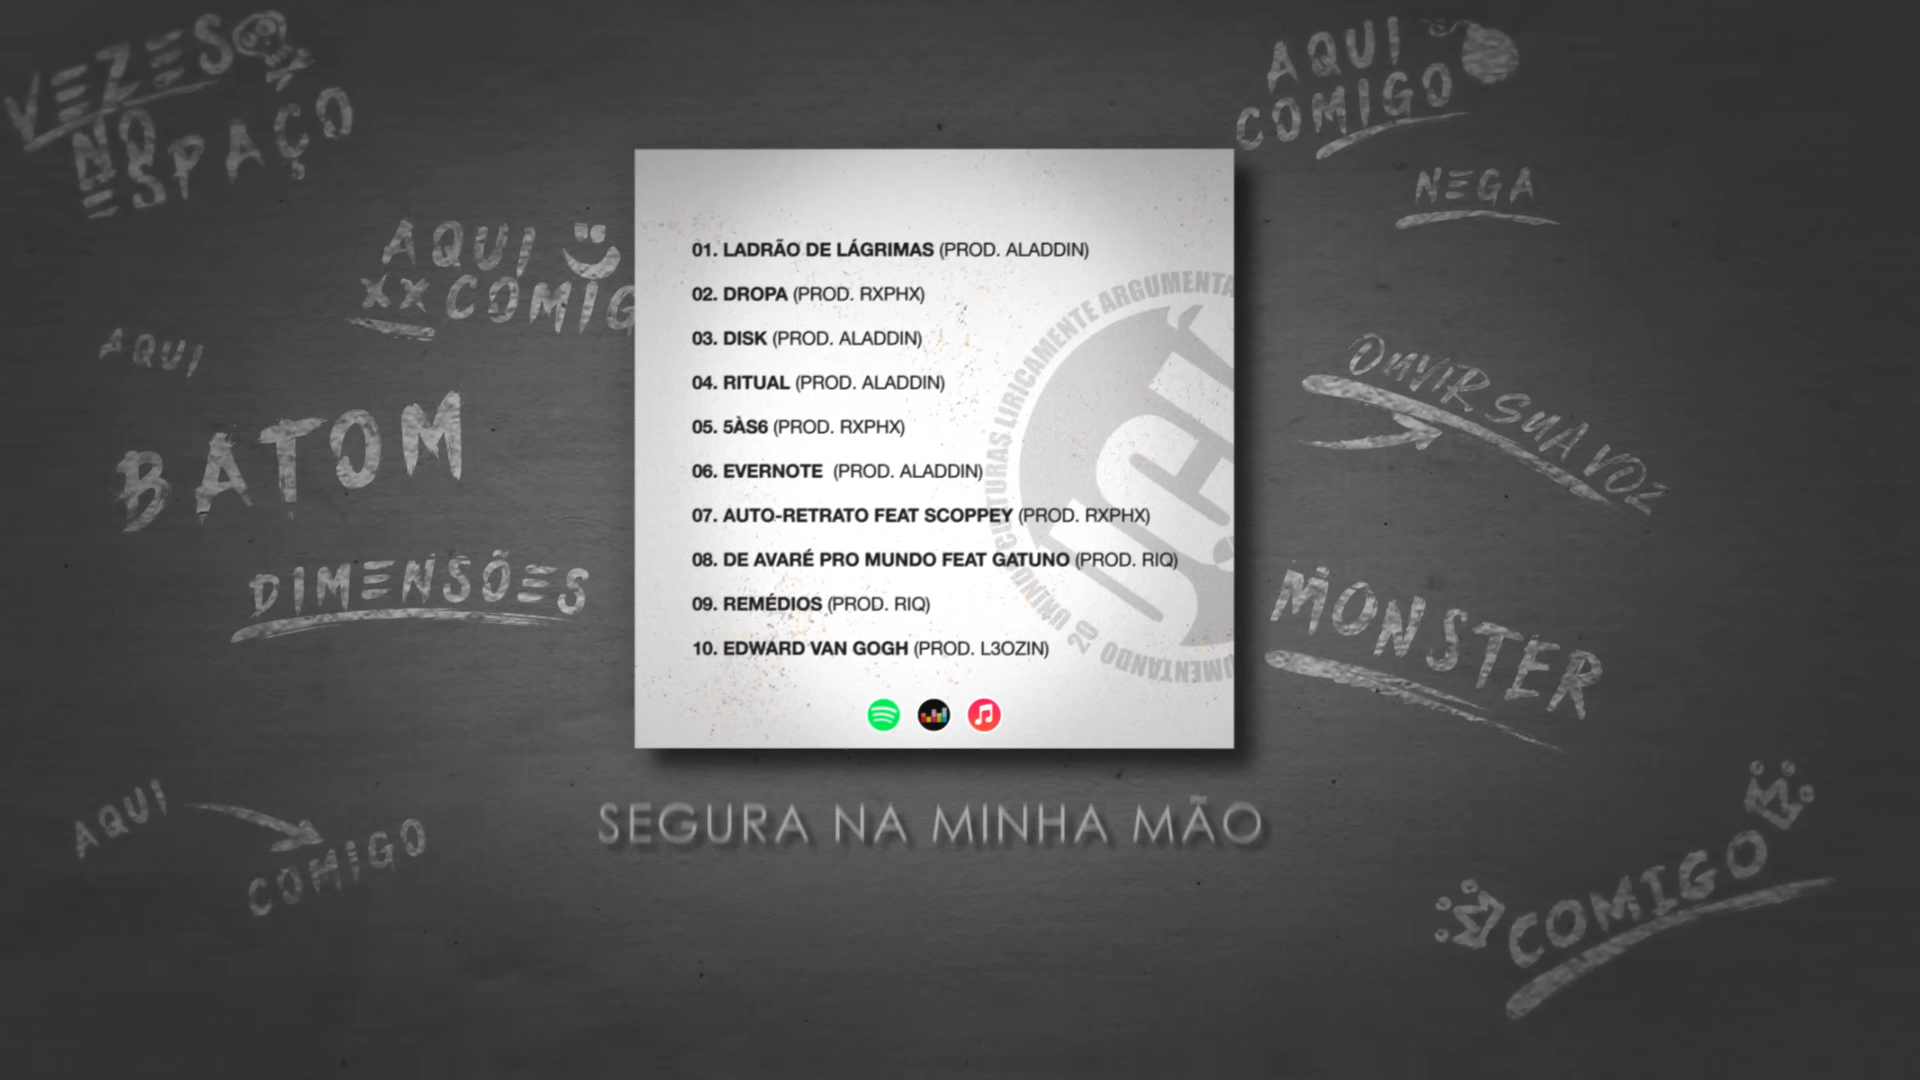 VEZES
NO
ESPAÇO
AQUI
COMIGO
NEGA
AQUI
XX COMIG
AQUI
BATOM
DIMENSÕES
01. LADRÃO DE LÁGRIMAS (PROD. ALADDIN)
02. DROPA (PROD. RXPHX)
03. DISK (PROD. ALADDIN)
04. RITUAL (PROD. ALADDIN)
05. 5ÀS6 (PROD. RXPHX)
06. EVERNOTE (PROD. ALADDIN)
07. AUTO-RETRATO FEAT SCOPPEY (PROD. RXPHX)
08. DE AVARÉ PRO MUNDO FEAT GATUNO (PROD. RIQ)
09. REMÉDIOS (PROD. RIQ)
10. EDWARD VAN GOGH (PROD. L3OZIN)
UNINDO CULTURAS LIRICAMENTE ARGUMENTA
OUVIR SUA VOZ
MONSTER
AQUI
COMIGO
SEGURA NA MINHA MÃO
COMIGO